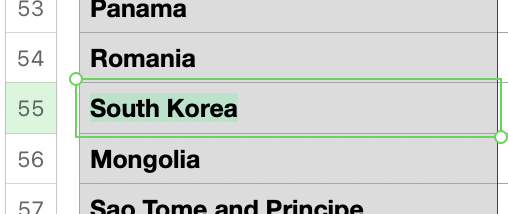 53 Panama
54 Romania
55 South Korea
56 Mongolia
57 Sao Tome and Principe